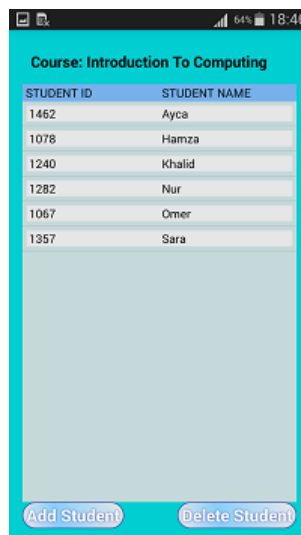 64% 18:46
Course: Introduction To Computing
STUDENT ID STUDENT NAME
1462 Ayca
1078 Hamza
1240 Khalid
1282 Nur
1067 Omer
1357 Sara
Add Student Delete Student